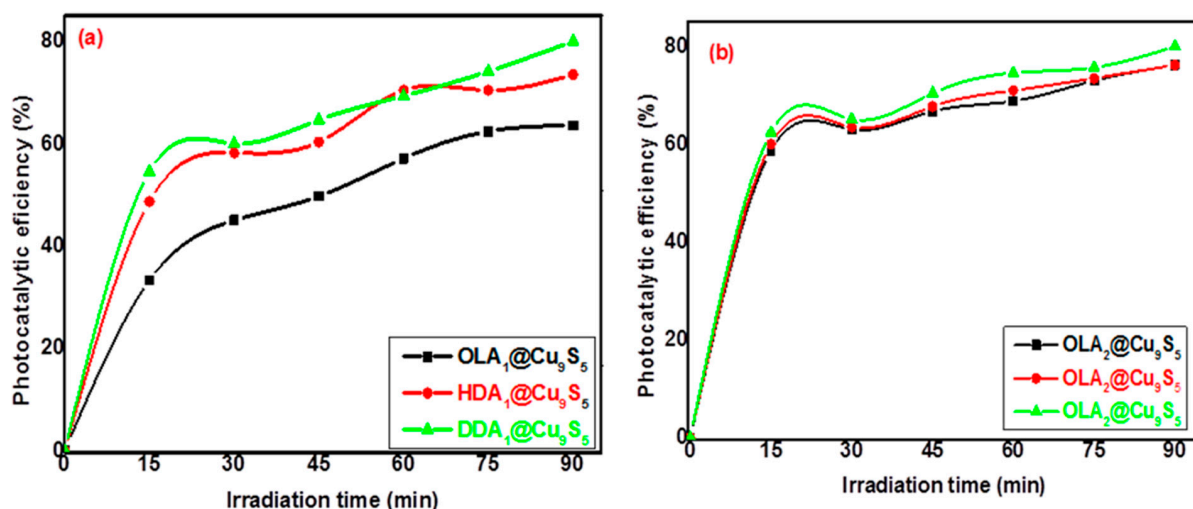 (a)
Photocatalytic eficiency (%)
80
60
40
20
0
OLA₁@Cu₉S₅
HDA₁@Cu₉S₅
DDA₁@Cu₉S₅
0 15 30 45 60 75 90
Irradiation time (min)
(b)
Photocatalytic efficiency (%)
80
60
40
20
0
OLA₂@Cu₉S₅
OLA₂@Cu₉S₅
OLA₂@Cu₉S₅
0 15 30 45 60 75 90
Irradiation time (min)